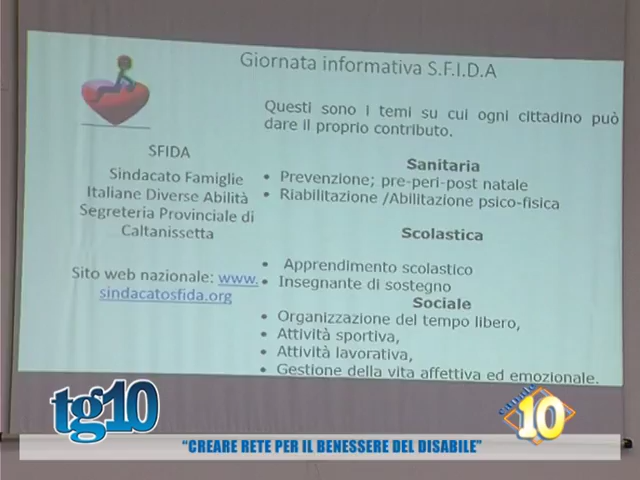 Giornata informativa S.F.I.D.A
Questi sono i temi su cui ogni cittadino può
dare il proprio contributo.
SFIDA
Sindacato Famiglie
Italiane Diverse Abilità
Segreteria Provinciale di
Caltanissetta
Sito web nazionale: www.
sindacatosfida.org
Sanitaria
• Prevenzione; pre-peri-post natale
• Riabilitazione /Abilitazione psico-fisica
Scolastica
• Apprendimento scolastico
• Insegnante di sostegno
Sociale
• Organizzazione del tempo libero,
• Attività sportiva,
• Attività lavorativa,
• Gestione della vita affettiva ed emozionale.
tg10
canale 10
"CREARE RETE PER IL BENESSERE DEL DISABILE"